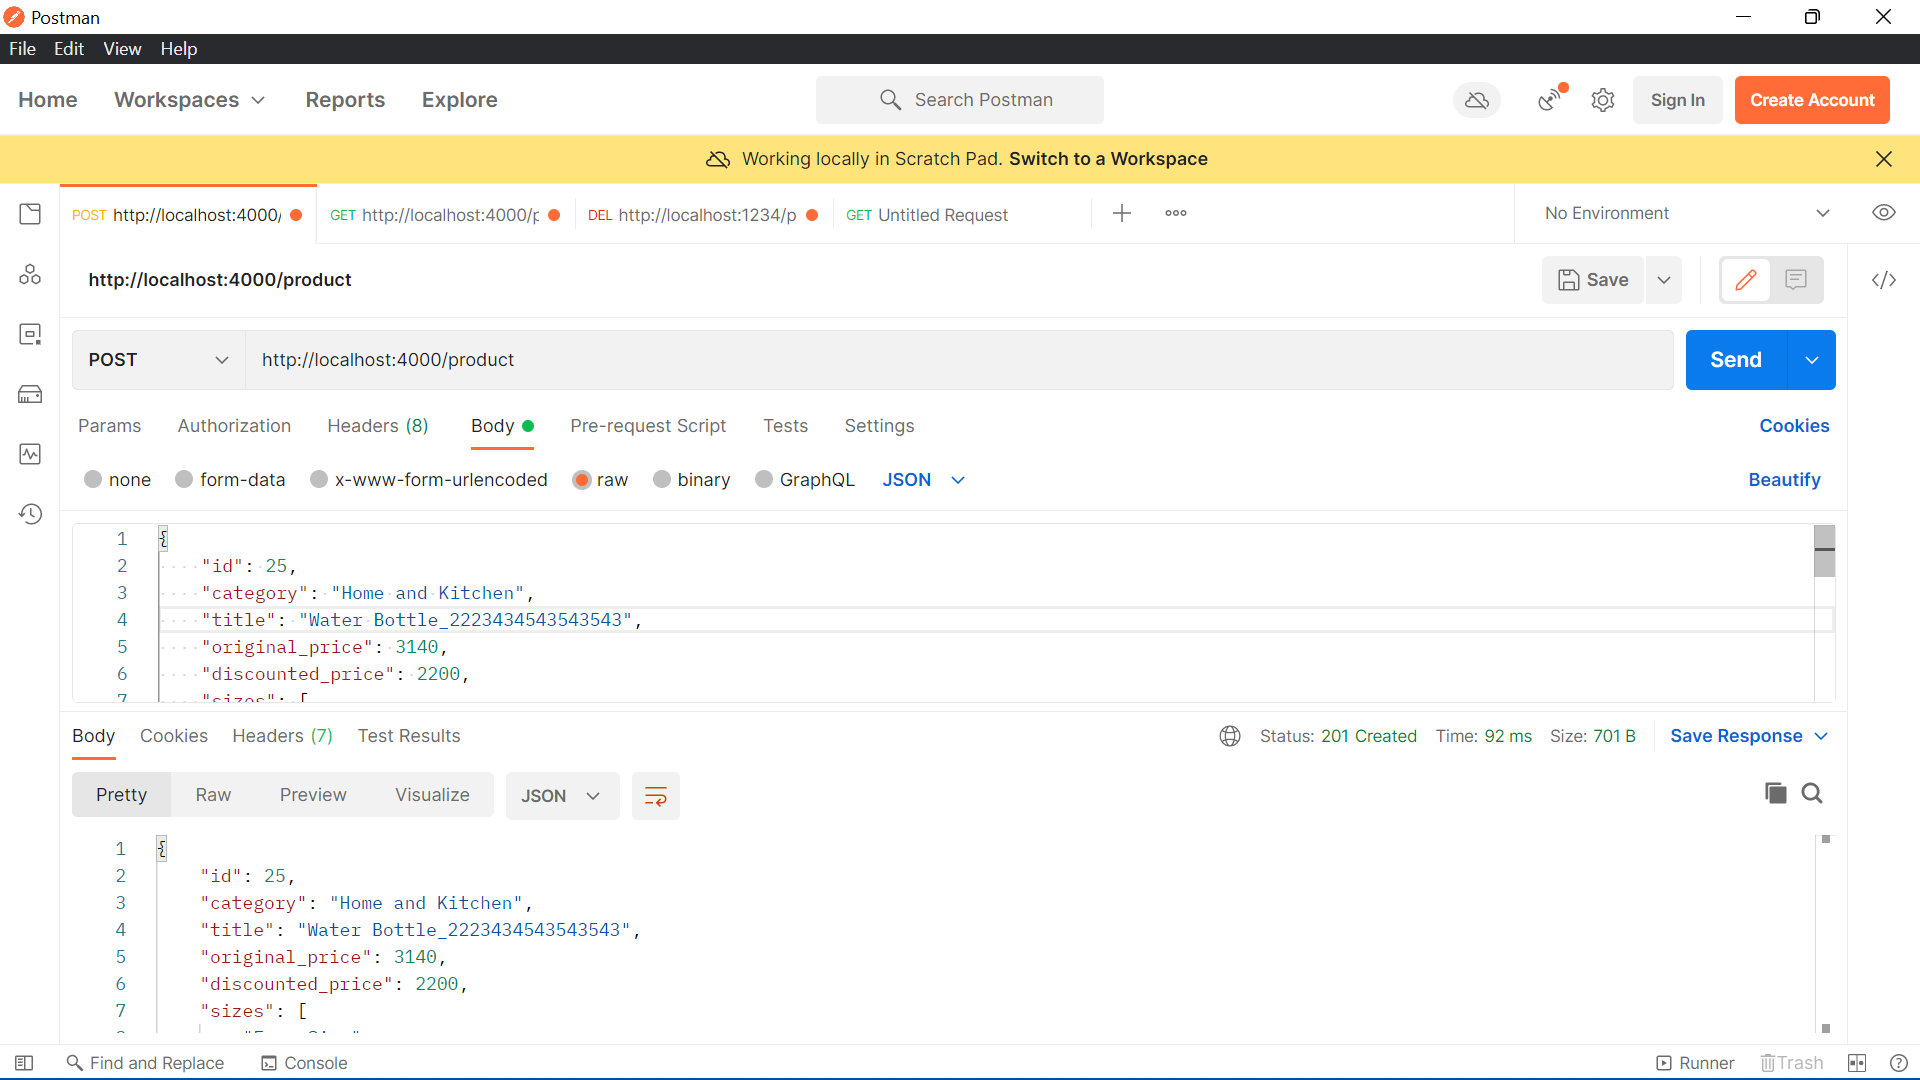 Postman
File Edit View Help
Home Workspaces Reports Explore Search Postman Sign In Create Account
Working locally in Scratch Pad. Switch to a Workspace
POST http://localhost:4000/ GET http://localhost:4000/p DEL http://localhost:1234/p GET Untitled Request No Environment
http://localhost:4000/product Save
POST http://localhost:4000/product Send
Params Authorization Headers (8) Body Pre-request Script Tests Settings Cookies
none form-data x-www-form-urlencoded raw binary GraphQL JSON Beautify
1 {
2 "id": 25,
3 "category": "Home and Kitchen",
4 "title": "Water Bottle_2223434543543543",
5 "original_price": 3140,
6 "discounted_price": 2200,
7 "sizes": [
Body Cookies Headers (7) Test Results Status: 201 Created Time: 92 ms Size: 701 B Save Response
Pretty Raw Preview Visualize JSON
1 {
2 "id": 25,
3 "category": "Home and Kitchen",
4 "title": "Water Bottle_2223434543543543",
5 "original_price": 3140,
6 "discounted_price": 2200,
7 "sizes": [
Find and Replace Console Runner Trash